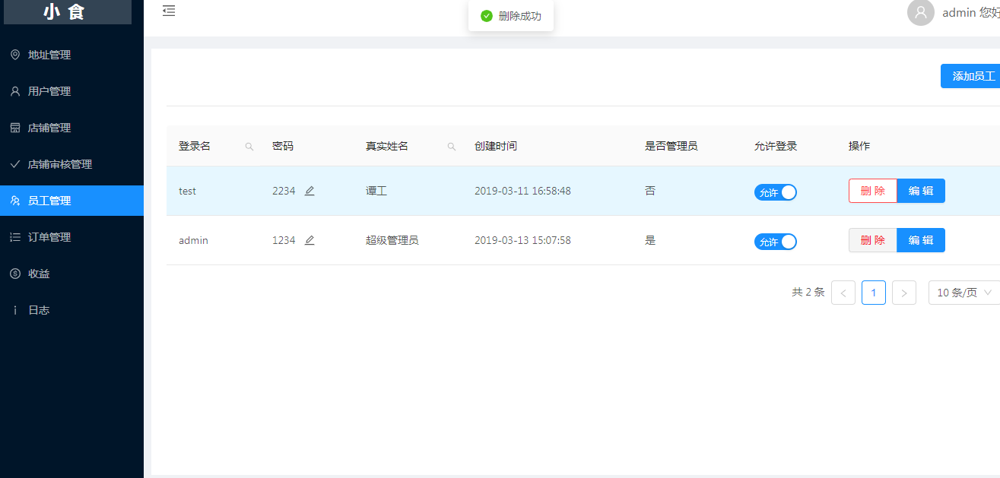 小 食
删除成功
admin 您好
地址管理
用户管理
店铺管理
店铺审核管理
员工管理
订单管理
收益
日志
添加员工
登录名 密码 真实姓名 创建时间 是否管理员 允许登录 操作
test 2234 谭工 2019-03-11 16:58:48 否 允许 删 除 编 辑
admin 1234 超级管理员 2019-03-13 15:07:58 是 允许 删 除 编 辑
共 2 条 < 1 > 10 条/页